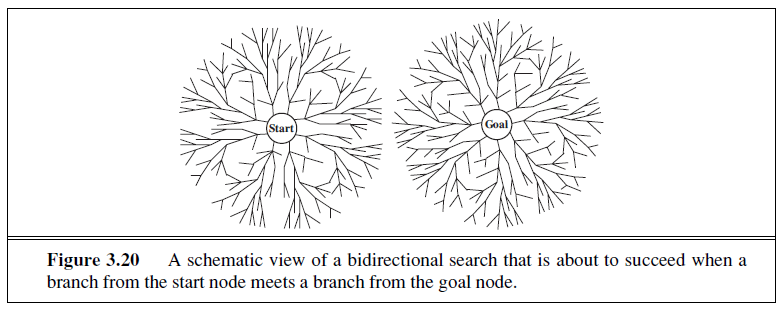 Start
Goal
Figure 3.20 A schematic view of a bidirectional search that is about to succeed when a
branch from the start node meets a branch from the goal node.